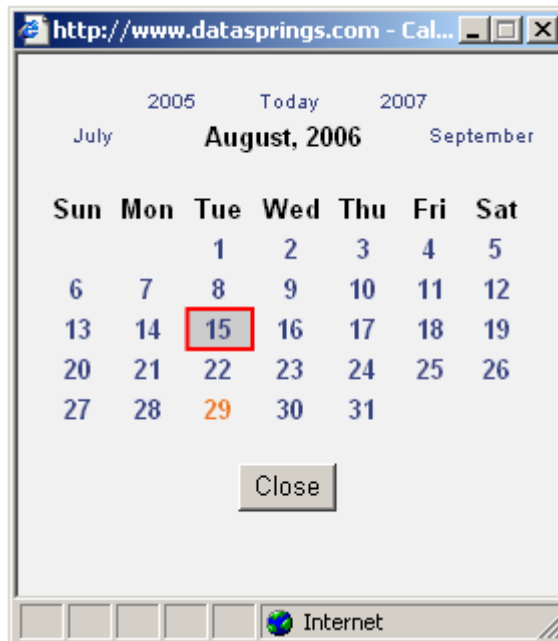 http://www.datasprings.com - Cal...
2005 Today 2007
July August, 2006 September
Sun Mon Tue Wed Thu Fri Sat
1 2 3 4 5
6 7 8 9 10 11 12
13 14 15 16 17 18 19
20 21 22 23 24 25 26
27 28 29 30 31
Close
Internet